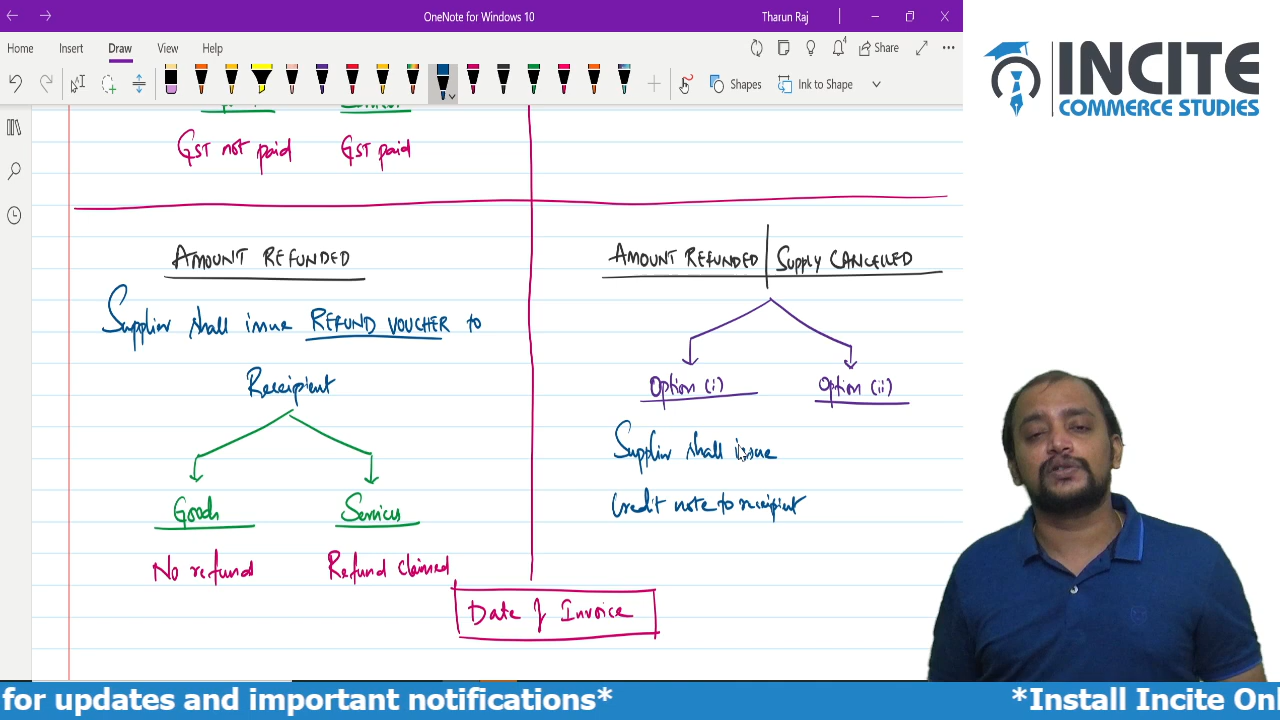 OneNote for Windows 10
Tharun Raj
Home Insert Draw View Help
4
Share
Shapes
Ink to Shape
INCITE
COMMERCE STUDIES
GST not paid GST paid
AMOUNT REFUNDED
Supplier shall issue REFUND VOUCHER to
Receipient
Goods Services
No refund Refund claimed
AMOUNT REFUNDED SUPPLY CANCELLED
Option (i) Option (ii)
Supplier shall issue
Credit note to recipient
Date of Invoice
for updates and important notifications* *Install Incite Onl